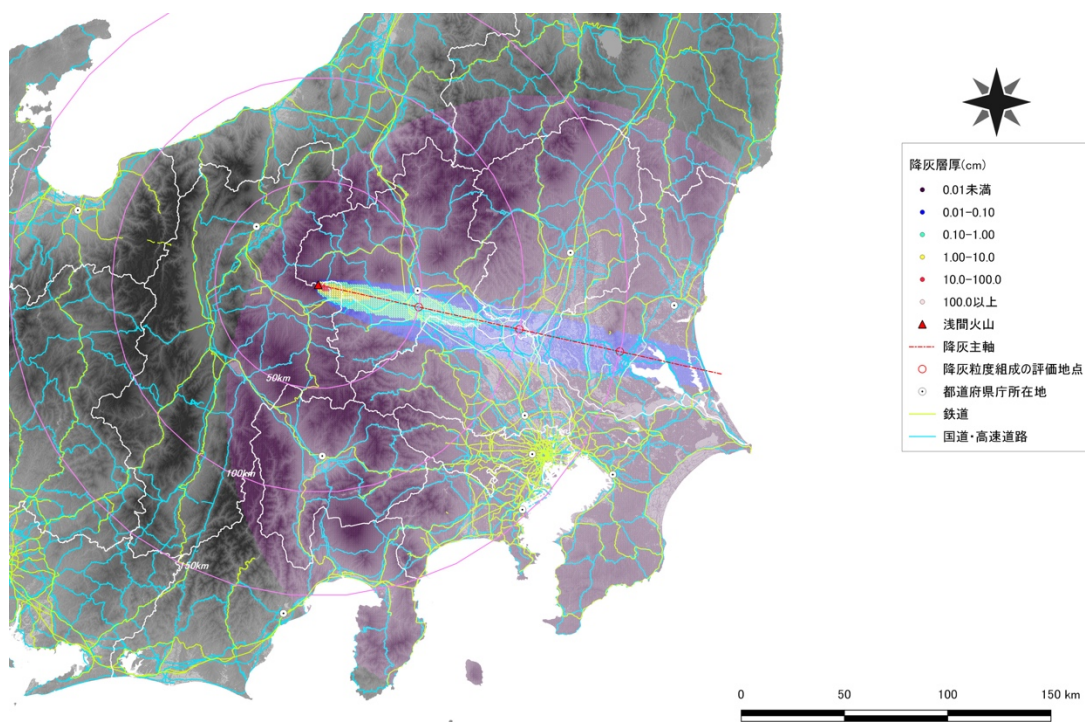 降灰層厚(cm)
0.01未満
0.01-0.10
0.10-1.00
1.00-10.0
10.0-100.0
100.0以上
浅間火山
降灰主軸
降灰粒度組成の評価地点
都道府県庁所在地
鉄道
国道・高速道路
50km
100km
150km
0 50 100 150 km